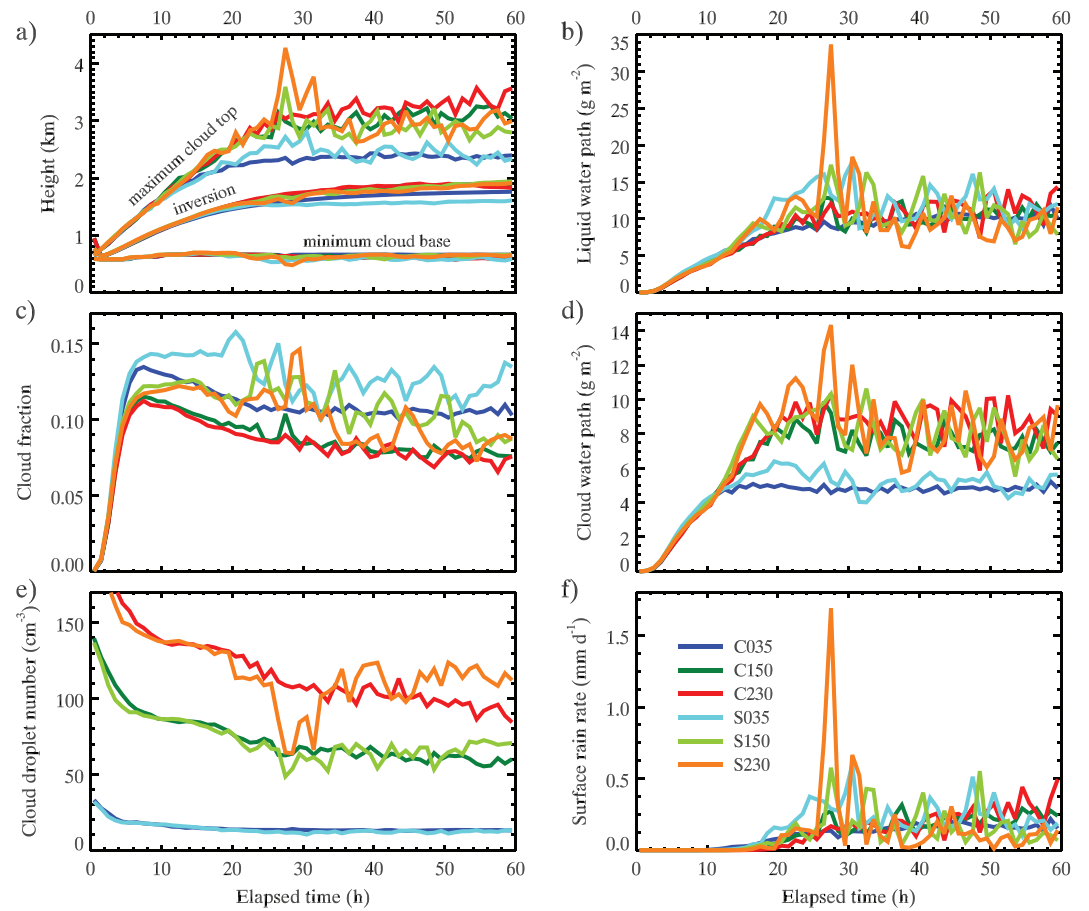 0 10 20 30 40 50 60
0 10 20 30 40 50 60
a)
Height (km)
4
3
2
1
0
maximum cloud top
inversion
minimum cloud base
b)
Liquid water path (g m-2)
35
30
25
20
15
10
5
0
c)
Cloud fraction
0.15
0.10
0.05
0.00
d)
Cloud water path (g m-2)
14
12
10
8
6
4
2
0
e)
Cloud droplet number (cm-3)
150
100
50
0
0 10 20 30 40 50 60
Elapsed time (h)
f)
Surface rain rate (mm d-1)
1.5
1.0
0.5
0.0
C035
C150
C230
S035
S150
S230
0 10 20 30 40 50 60
Elapsed time (h)